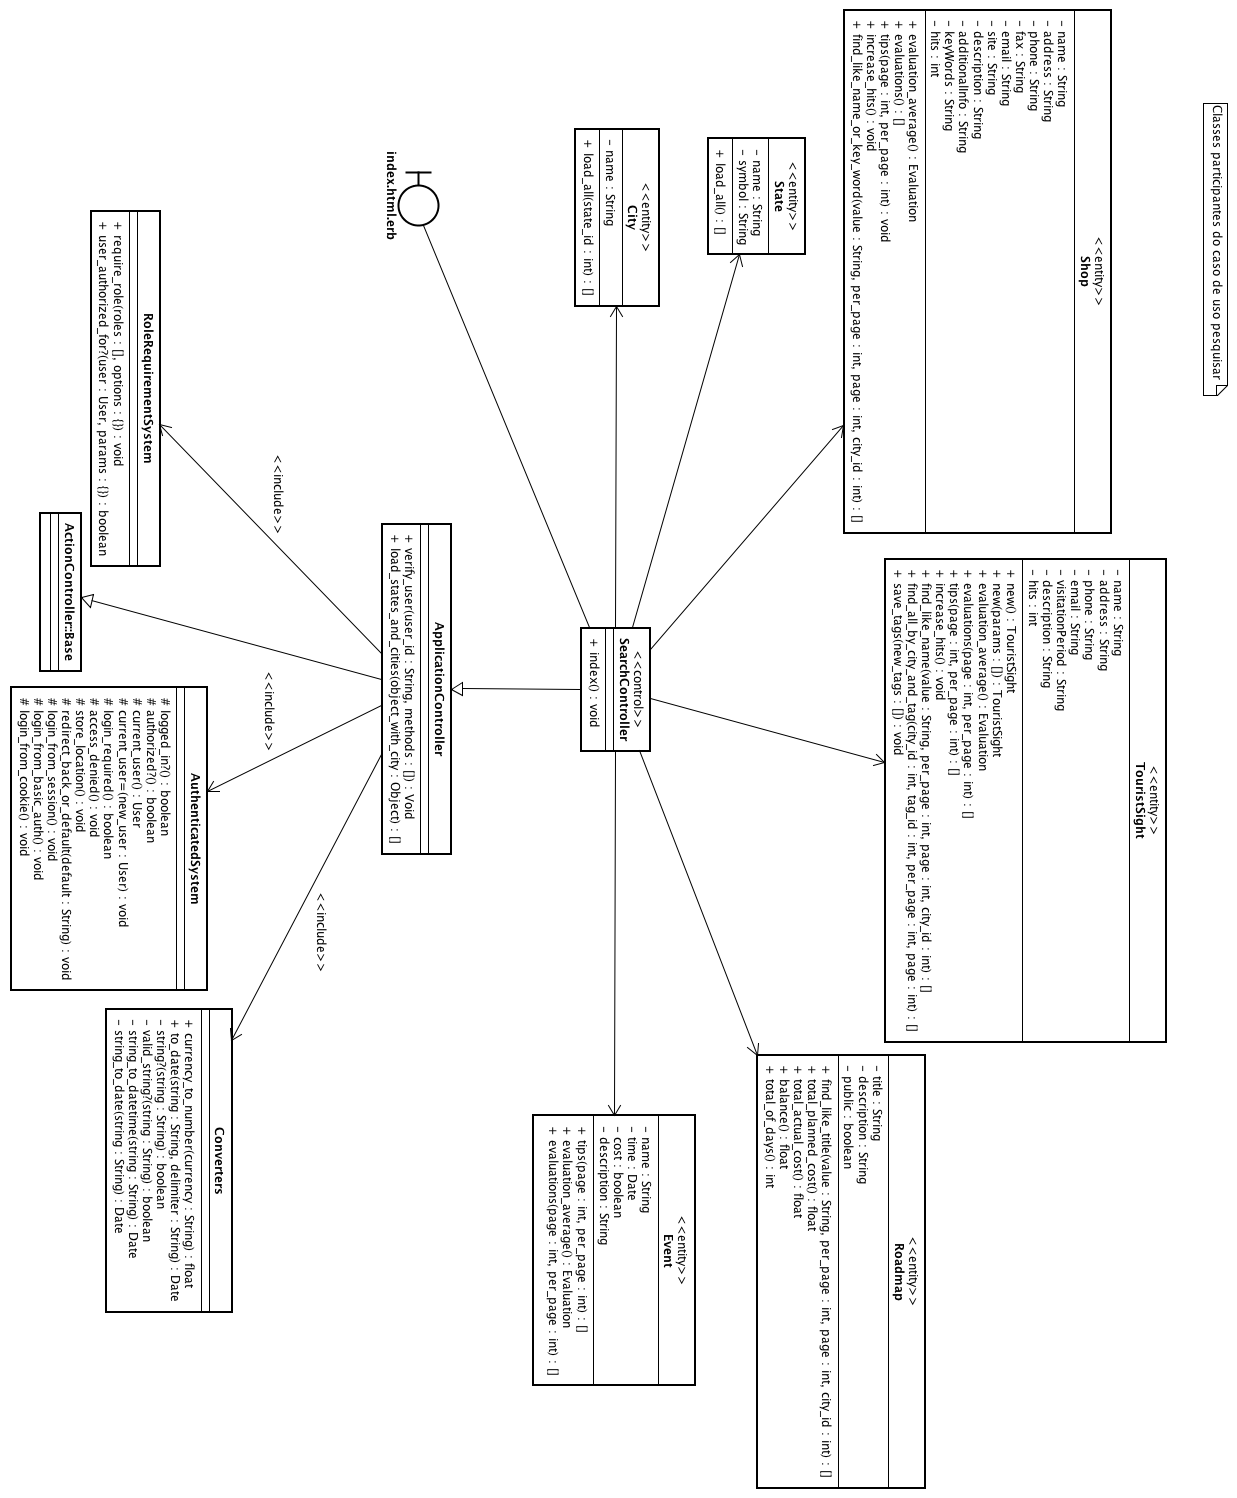 Classes participantes do caso de uso pesquisar
<<entity>>
Shop
- name : String
- address : String
- phone : String
- fax : String
- email : String
- site : String
- description : String
- additionalInfo : String
- keyWords : String
- hits : int
+ evaluation_average() : Evaluation
+ evaluations() : []
+ tips(page : int, per_page : int) : void
+ increase_hits() : void
+ find_like_name_or_key_word(value : String, per_page : int, page : int, city_id : int) : []
<<entity>>
TouristSight
- name : String
- address : String
- phone : String
- email : String
- visitationPeriod : String
- description : String
- hits : int
+ new() : TouristSight
+ new(params : []) : TouristSight
+ evaluation_average() : Evaluation
+ evaluations(page : int, per_page : int) : []
+ tips(page : int, per_page : int) : []
+ increase_hits() : void
+ find_like_name(value : String, per_page : int, page : int, city_id : int) : []
+ find_all_by_city_and_tag(city_id : int, tag_id : int, per_page : int, page : int) : []
+ save_tags(new_tags : []) : void
<<entity>>
Roadmap
- title : String
- description : String
- public : boolean
+ find_like_title(value : String, per_page : int, page : int, city_id : int) : []
+ total_planned_cost() : float
+ total_actual_cost() : float
+ balance() : float
+ total_of_days() : int
<<entity>>
State
- name : String
- symbol : String
+ load_all() : []
<<entity>>
City
- name : String
+ load_all(state_id : int) : []
<<control>>
SearchController
+ index() : void
<<entity>>
Event
- name : String
- time : Date
- cost : boolean
- description : String
+ tips(page : int, per_page : int) : []
+ evaluation_average() : Evaluation
+ evaluations(page : int, per_page : int) : []
index.html.erb
ApplicationController
+ verify_user(user_id : String, methods : []) : Void
+ load_states_and_cities(object_with_city : Object) : []
<<include>>
<<include>>
<<include>>
RoleRequirementSystem
+ require_role(roles : [], options : {}) : void
+ user_authorized_for?(user : User, params : {}) : boolean
ActionController::Base
AuthenticatedSystem
# logged_in?() : boolean
# authorized?() : boolean
# current_user() : User
# current_user=(new_user : User) : void
# login_required() : boolean
# access_denied() : void
# store_location() : void
# redirect_back_or_default(default : String) : void
# login_from_session() : void
# login_from_basic_auth() : void
# login_from_cookie() : void
Converters
+ currency_to_number(currency : String) : float
+ to_date(string : String, delimiter : String) : Date
- string?(string : String) : boolean
- valid_string?(string : String) : boolean
- string_to_datetime(string : String) : Date
- string_to_date(string : String) : Date